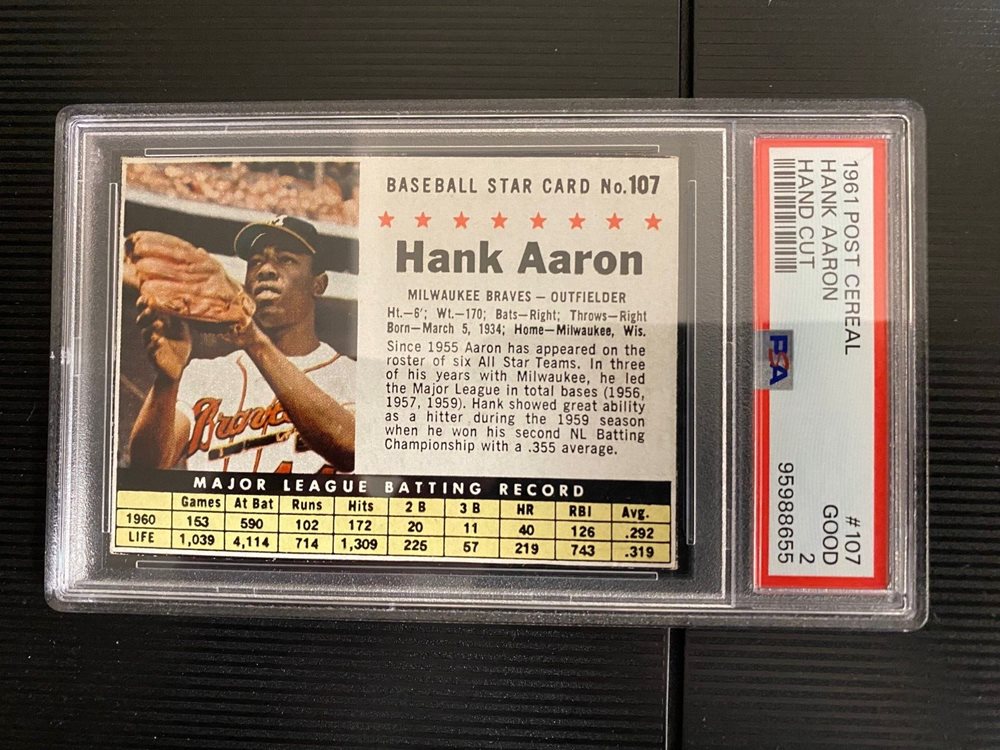 BASEBALL STAR CARD No. 107
Hank Aaron
MILWAUKEE BRAVES — OUTFIELDER
Ht.—6'; Wt.—170; Bats—Right; Throws—Right
Born—March 5, 1934; Home—Milwaukee, Wis.
Since 1955 Aaron has appeared on the
roster of six All Star Teams. In three
of his years with Milwaukee, he led
the Major League in total bases (1956,
1957, 1959). Hank showed great ability
as a hitter during the 1959 season
when he won his second NL Batting
Championship with a .355 average.
Braves
MAJOR LEAGUE BATTING RECORD
Games At Bat Runs Hits 2 B 3 B HR RBI Avg.
1960 153 590 102 172 20 11 40 126 .292
LIFE 1,039 4,114 714 1,309 225 57 219 743 .319
1961 POST CEREAL #107
HANK AARON GOOD
HAND CUT 2
PSA 95988655